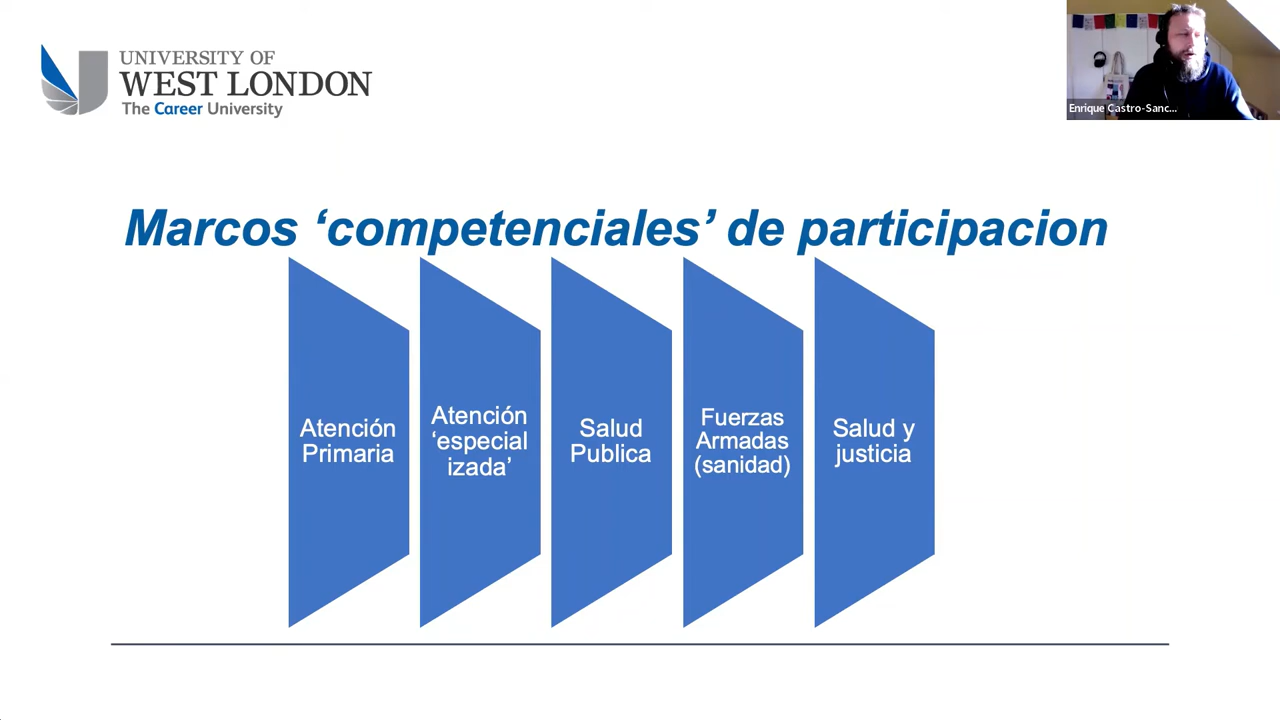 UNIVERSITY OF
WEST LONDON
The Career University
Enrique Castro-Sanc...
Marcos ‘competenciales’ de participacion
Atención
Primaria
Atención
‘especial
izada’
Salud
Publica
Fuerzas
Armadas
(sanidad)
Salud y
justicia